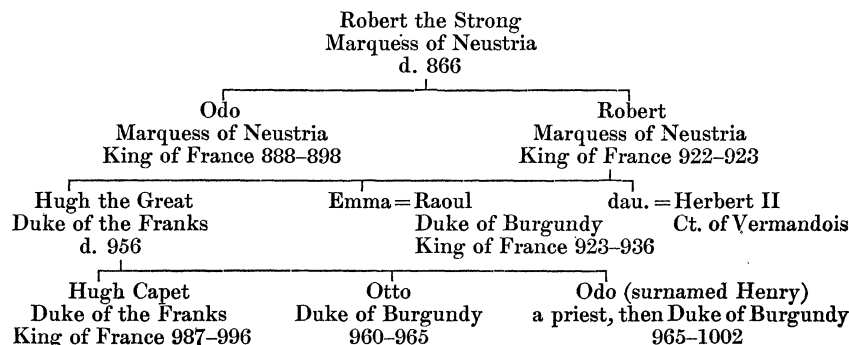 Robert the Strong
Marquess of Neustria
d. 866
Odo
Marquess of Neustria
King of France 888–898
Robert
Marquess of Neustria
King of France 922–923
Hugh the Great
Duke of the Franks
d. 956
Emma = Raoul
Duke of Burgundy
King of France 923–936
dau. = Herbert II
Ct. of Vermandois
Hugh Capet
Duke of the Franks
King of France 987–996
Otto
Duke of Burgundy
960–965
Odo (surnamed Henry)
a priest, then Duke of Burgundy
965–1002